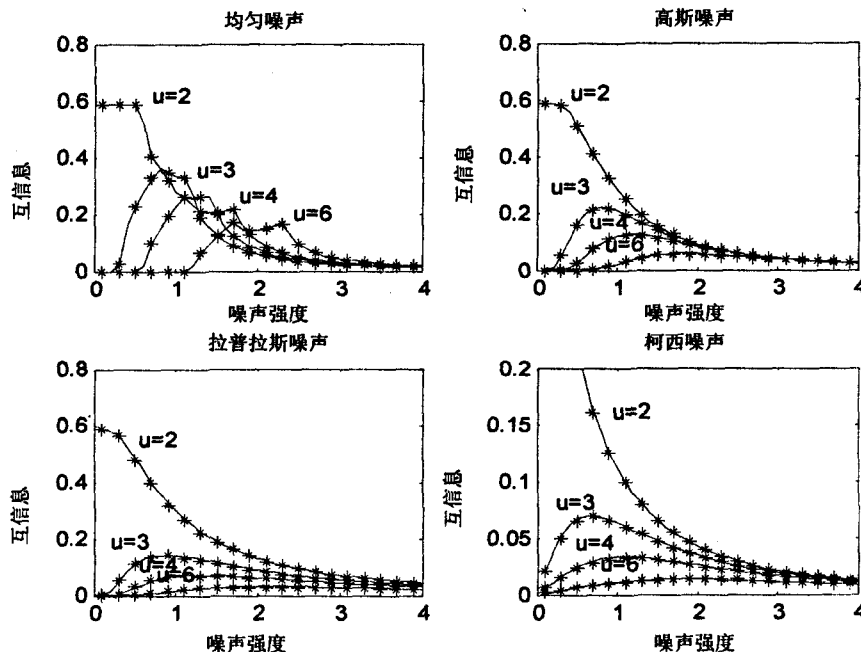 均匀噪声
0.8
0.6
0.4
0.2
0
互信息
u=2
u=3
u=4
u=6
0 1 2 3 4
噪声强度
高斯噪声
0.8
0.6
0.4
0.2
0
互信息
u=2
u=3
u=4
u=6
0 1 2 3 4
噪声强度
拉普拉斯噪声
0.8
0.6
0.4
0.2
0
互信息
u=2
u=3
u=4
u=6
0 1 2 3 4
噪声强度
柯西噪声
0.2
0.15
0.1
0.05
0
互信息
u=2
u=3
u=4
u=6
0 1 2 3 4
噪声强度